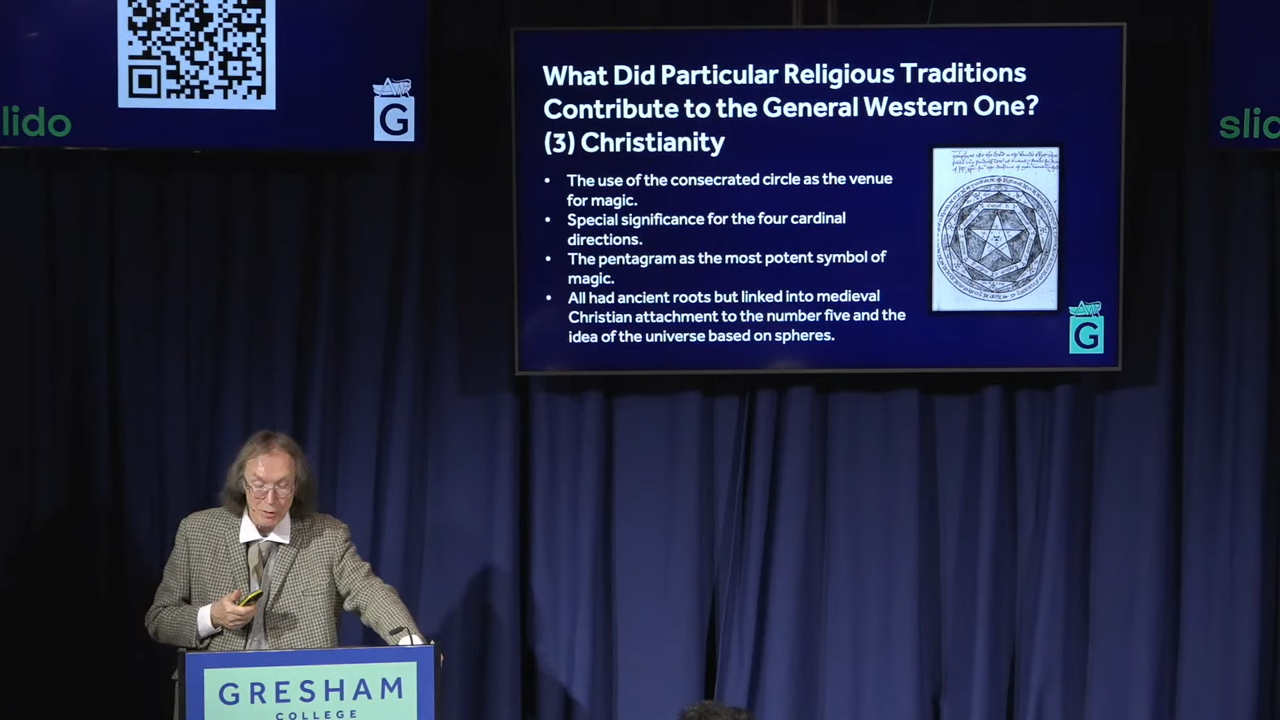 lido
G
What Did Particular Religious Traditions
Contribute to the General Western One?
(3) Christianity
• The use of the consecrated circle as the venue
for magic.
• Special significance for the four cardinal
directions.
• The pentagram as the most potent symbol of
magic.
• All had ancient roots but linked into medieval
Christian attachment to the number five and the
idea of the universe based on spheres.
G
slid
GRESHAM
COLLEGE